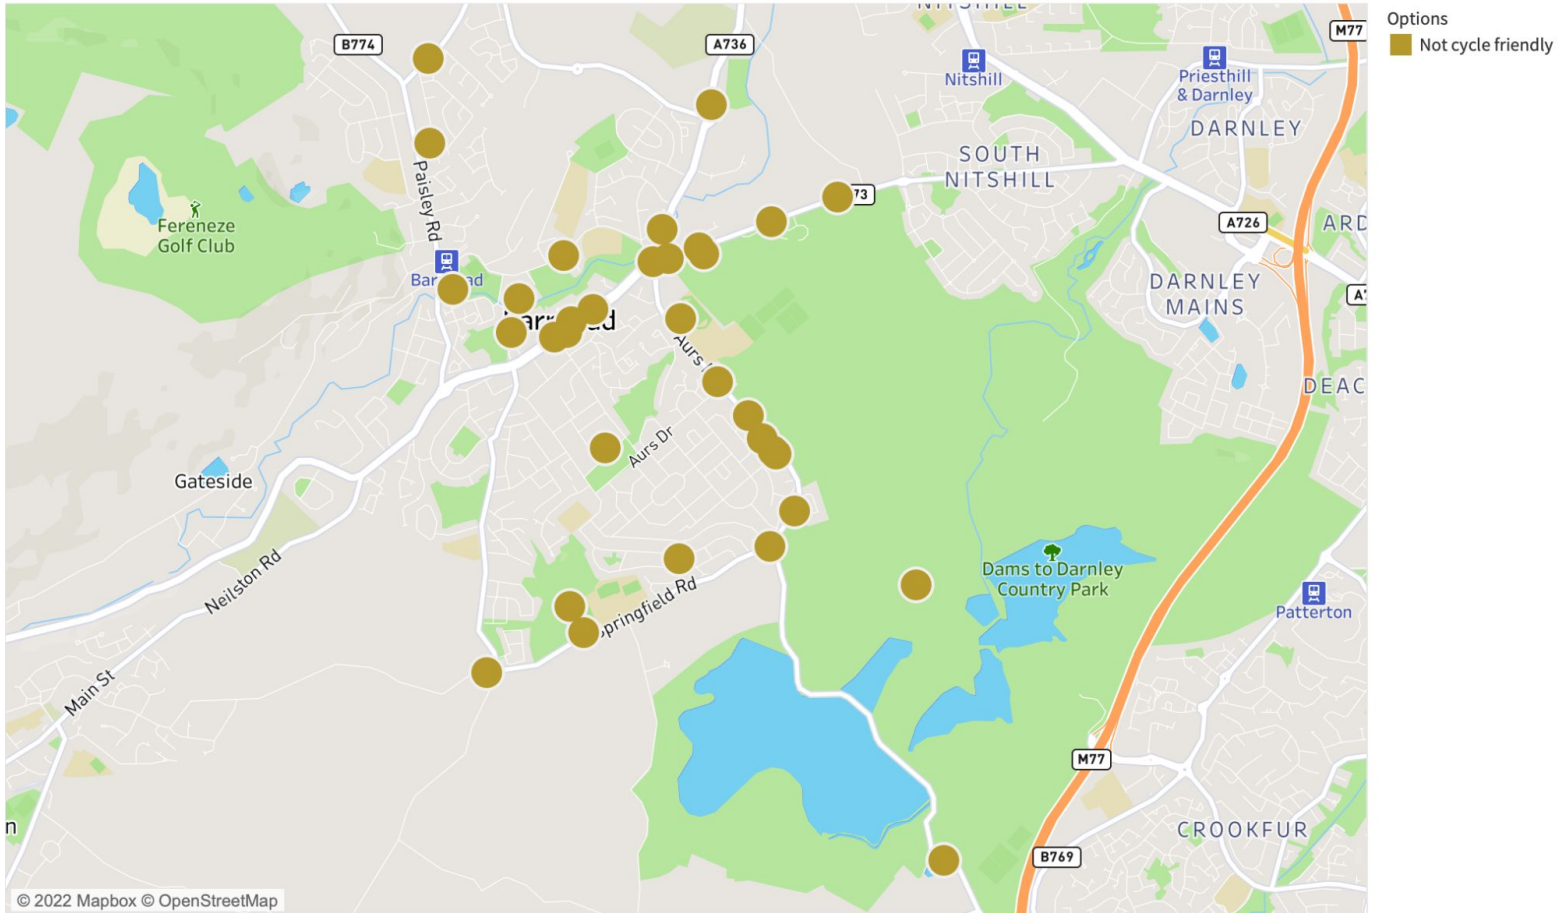 NITSHILL
Options
Not cycle friendly
B774
A736
M77
Nitshill
Priesthill
& Darnley
DARNLEY
SOUTH
NITSHILL
Paisley Rd
73
Fereneze
Golf Club
A726
ARD
DARNLEY
MAINS
Aurs
DEAC
Aurs Dr
Gateside
Neilston Rd
Dams to Darnley
Country Park
Springfield Rd
Patterton
Main St
M77
n
CROOKFUR
B769
© 2022 Mapbox © OpenStreetMap